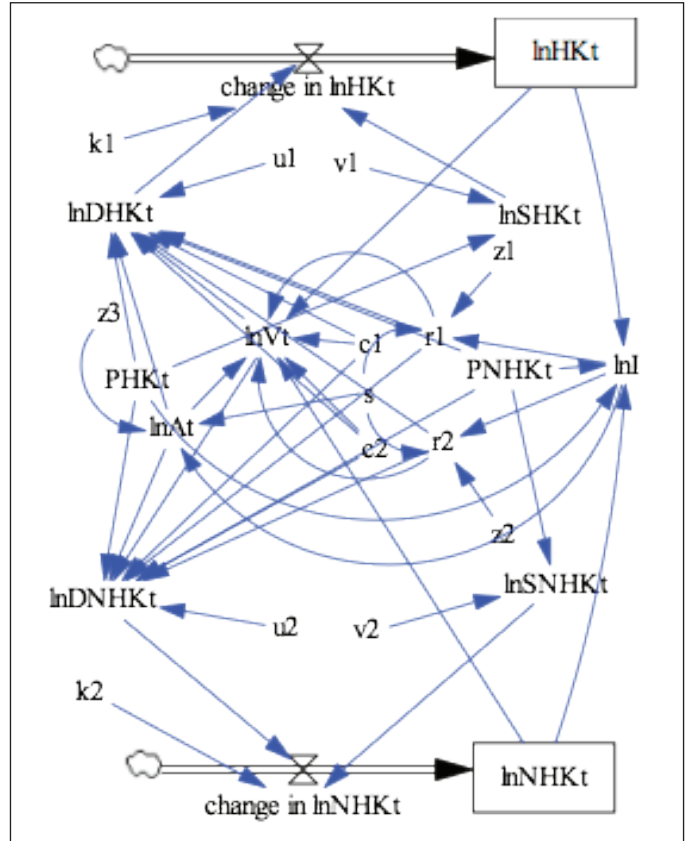 lnHKt
change in lnHKt
k1
u1
v1
lnDHKt
lnSHKt
z1
z3
lnVt
c1
r1
PHKt
PNHKt
lnI
s
lnAt
c2
r2
z2
lnDNHKt
lnSNHKt
u2
v2
k2
lnNHKt
change in lnNHKt